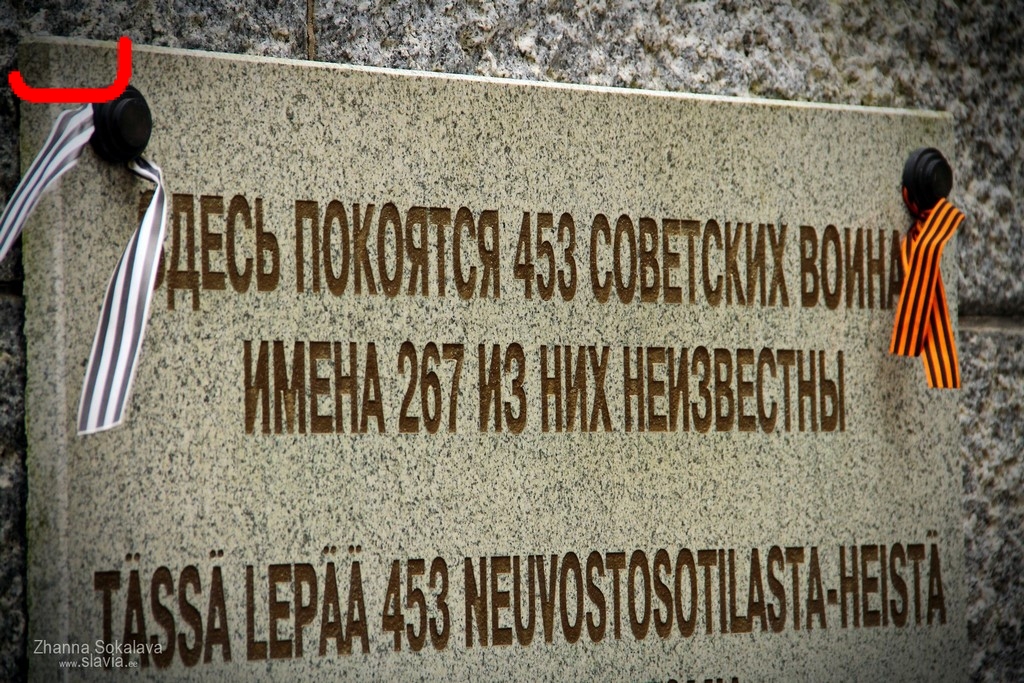 ЗДЕСЬ ПОКОЯТСЯ 453 СОВЕТСКИХ ВОИНА
ИМЕНА 267 ИЗ НИХ НЕИЗВЕСТНЫ
TÄSSÄ LEPÄÄ 453 NEUVOSTOSOTILASTA-HEISTÄ
Zhanna Sokalava
www.slavia.ee